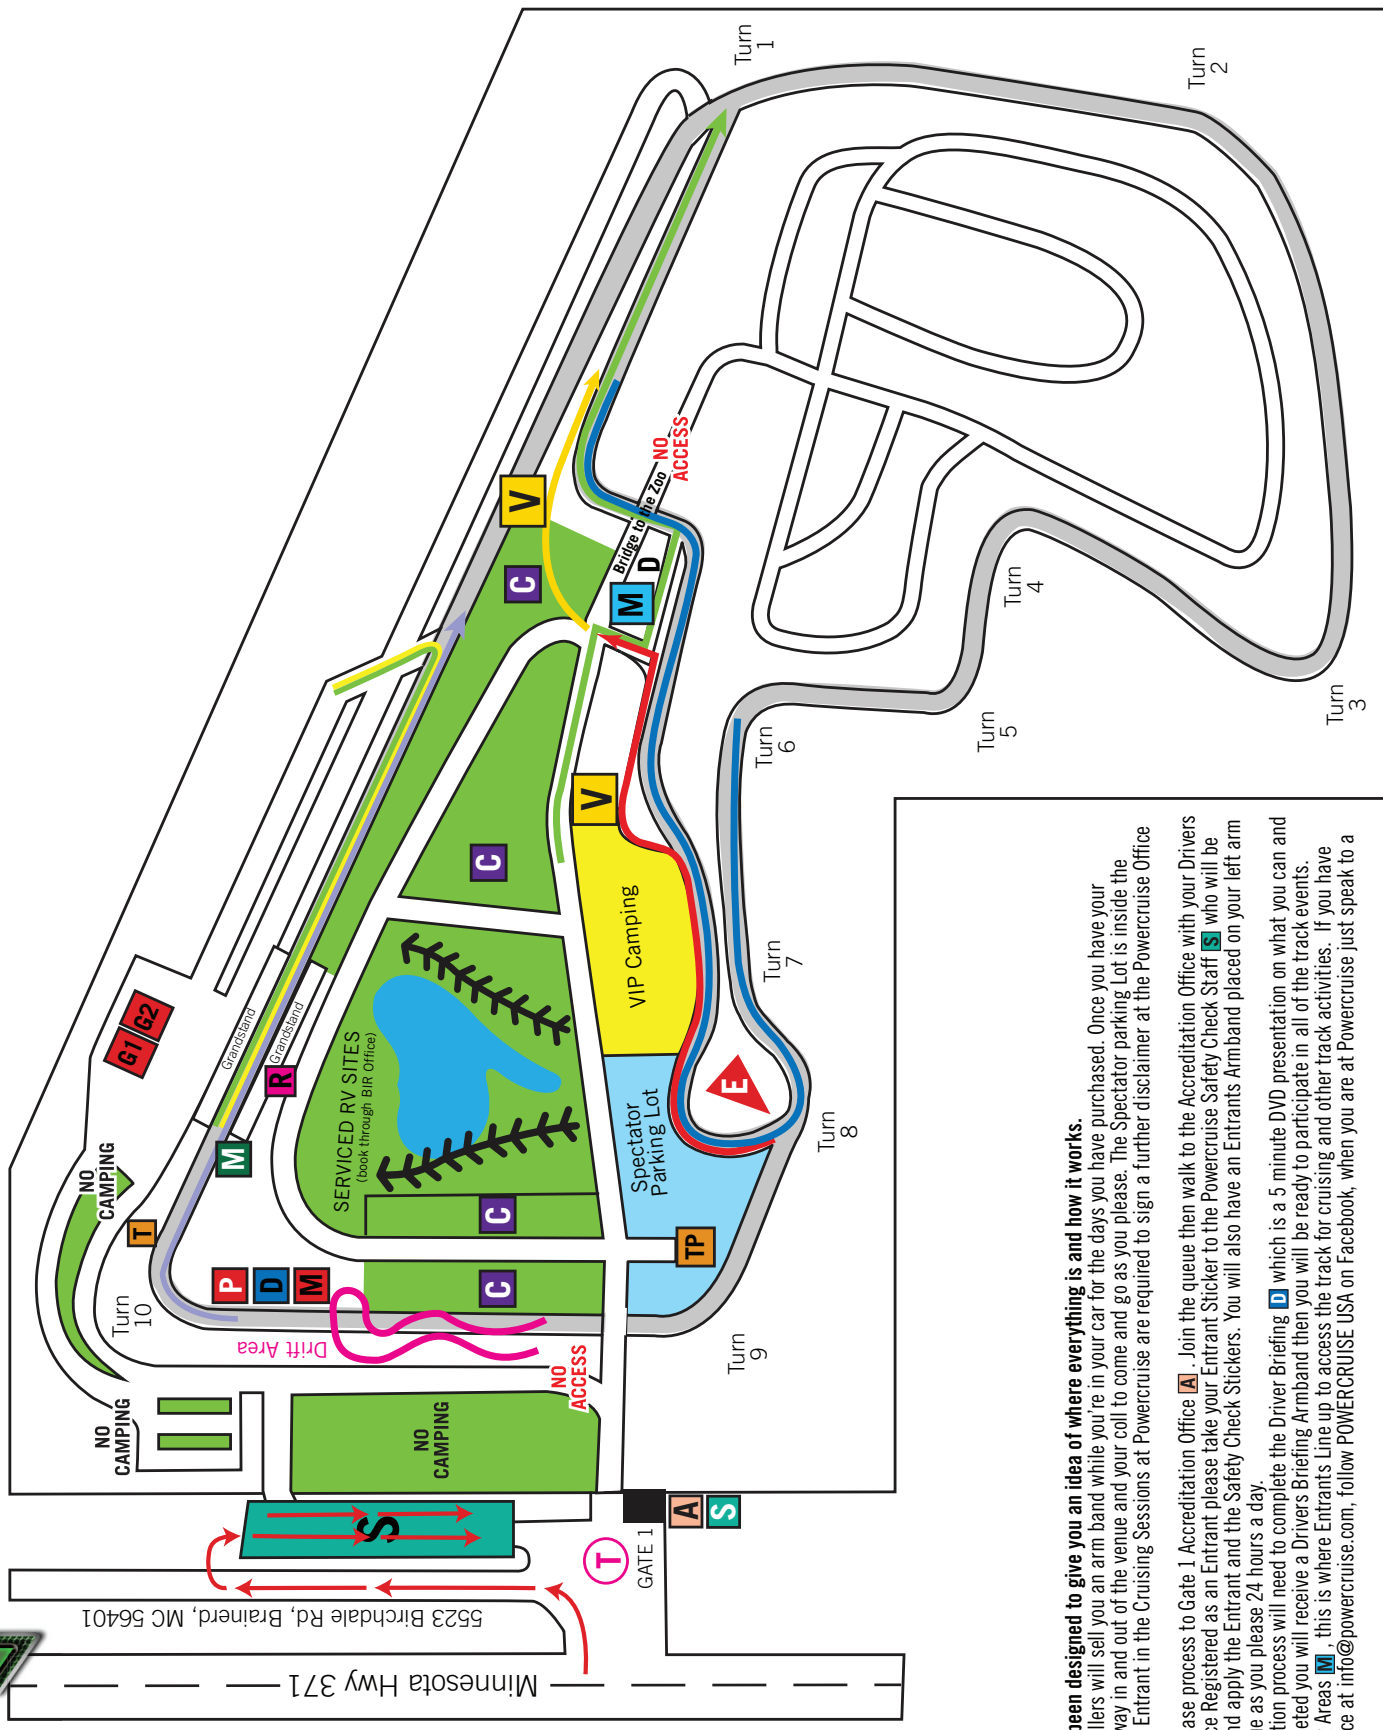 Turn
1
Turn
2
Turn
3
Turn
4
Turn
5
Turn
6
Turn
7
Turn
8
Turn
9
Turn
10
V
C
Bridge to the Zoo
NO
ACCESS
M
D
V
C
VIP Camping
E
Spectator
Parking Lot
TP
G1
G2
Grandstand
Grandstand
R
M
SERVICED RV SITES
(book through BIR Office)
C
C
NO
CAMPING
T
P
D
M
Drift Area
NO
ACCESS
NO
CAMPING
NO
CAMPING
S
T
GATE 1
A
S
5523 Birchdale Rd, Brainerd, MC 56401
Minnesota Hwy 371
been designed to give you an idea of where everything is and how it works.
llers will sell you an arm band while you're in your car for the days you have purchased. Once you have your
way in and out of the venue and your coll to come and go as you please. The Spectator parking Lot is inside the
Entrant in the Cruising Sessions at Powercruise are required to sign a further disclaimer at the Powercruise Office
ase process to Gate 1 Accreditation Office A . Join the queue then walk to the Accreditation Office with your Drivers
ce Registered as an Entrant please take your Entrant Sticker to the Powercruise Safety Check Staff S who will be
nd apply the Entrant and the Safety Check Stickers. You will also have an Entrants Armband placed on your left arm
ue as you please 24 hours a day.
tion process will need to complete the Driver Briefing D which is a 5 minute DVD presentation on what you can and
eted you will receive a Drivers Briefing Armband then you will be ready to participate in all of the track events.
Areas M , this is where Entrants Line up to access the track for cruising and other track activities. If you have
ce at info@powercruise.com, follow POWERCRUISE USA on Facebook, when you are at Powercruise just speak to a